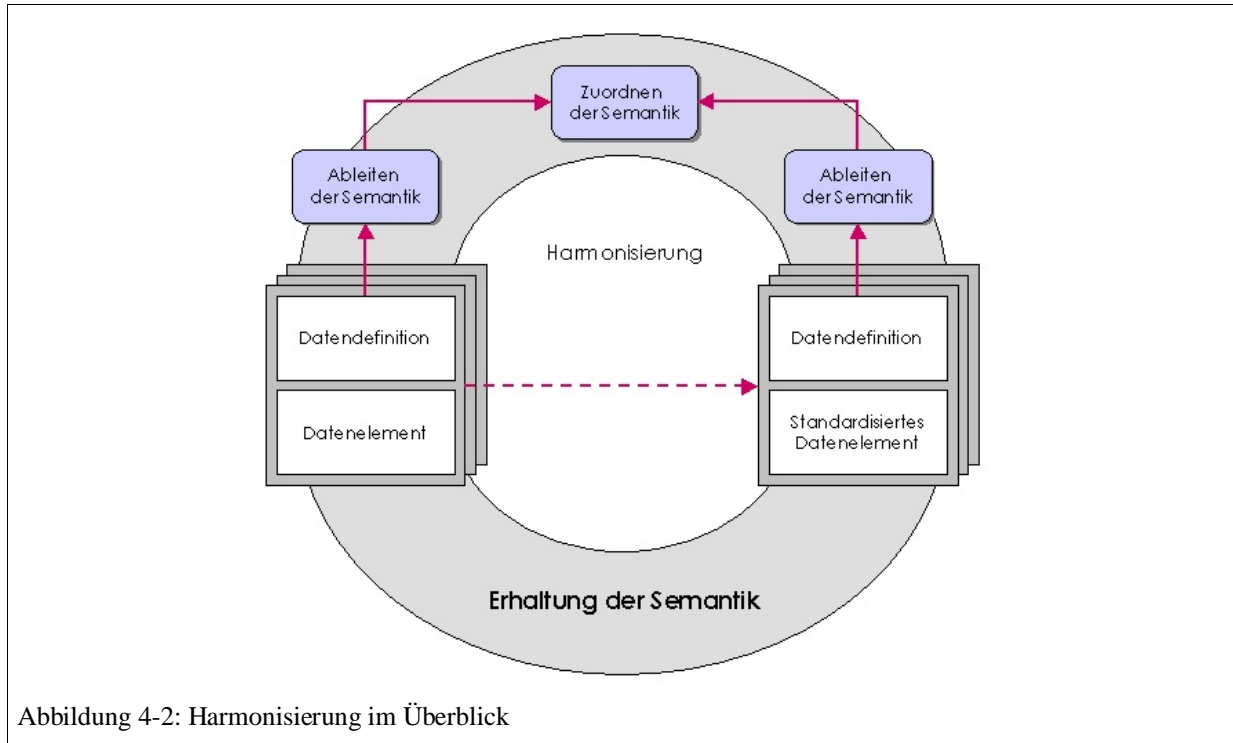 Zuordnen
der Semantik
Ableiten
der Semantik
Ableiten
der Semantik
Harmonisierung
Datendefinition
Datenelement
Datendefinition
Standardisiertes
Datenelement
Erhaltung der Semantik
Abbildung 4-2: Harmonisierung im Überblick